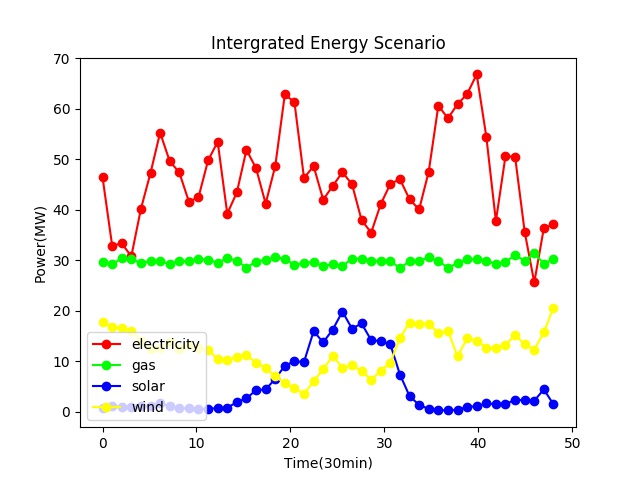 Intergrated Energy Scenario
Power(MW)
70
60
50
40
30
20
10
0
electricity
gas
solar
wind
0 10 20 30 40 50
Time(30min)